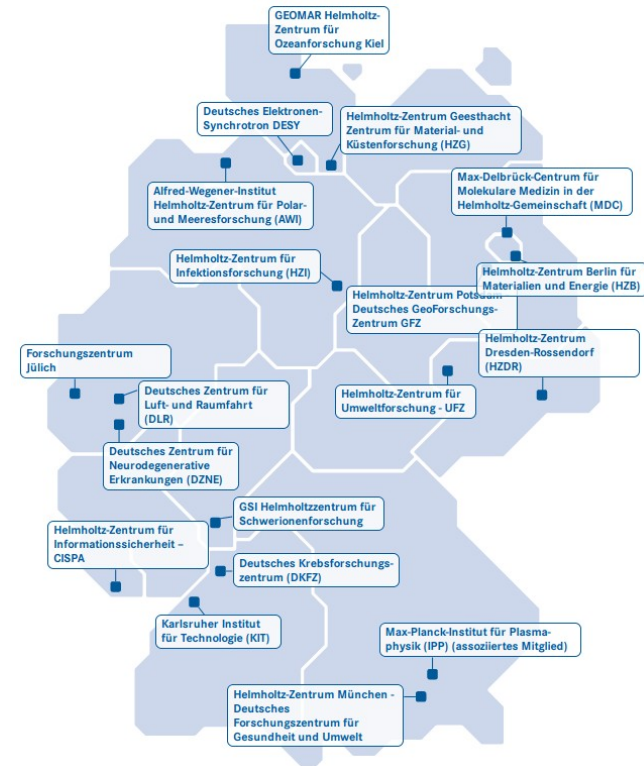 GEOMAR Helmholtz-
Zentrum für
Ozeanforschung Kiel
Deutsches Elektronen-
Synchrotron DESY
Helmholtz-Zentrum Geesthacht
Zentrum für Material- und
Küstenforschung (HZG)
Alfred-Wegener-Institut
Helmholtz-Zentrum für Polar-
und Meeresforschung (AWI)
Max-Delbrück-Centrum für
Molekulare Medizin in der
Helmholtz-Gemeinschaft (MDC)
Helmholtz-Zentrum für
Infektionsforschung (HZI)
Helmholtz-Zentrum Berlin für
Materialien und Energie (HZB)
Helmholtz-Zentrum Potsdam
Deutsches GeoForschungs-
Zentrum GFZ
Helmholtz-Zentrum
Dresden-Rossendorf
(HZDR)
Forschungszentrum
Jülich
Deutsches Zentrum für
Luft- und Raumfahrt
(DLR)
Helmholtz-Zentrum für
Umweltforschung - UFZ
Deutsches Zentrum für
Neurodegenerative
Erkrankungen (DZNE)
GSI Helmholtzzentrum für
Schwerionenforschung
Helmholtz-Zentrum für
Informationssicherheit –
CISPA
Deutsches Krebsforschungs-
zentrum (DKFZ)
Karlsruher Institut
für Technologie (KIT)
Max-Planck-Institut für Plasma-
physik (IPP) (assoziiertes Mitglied)
Helmholtz-Zentrum München -
Deutsches
Forschungszentrum für
Gesundheit und Umwelt